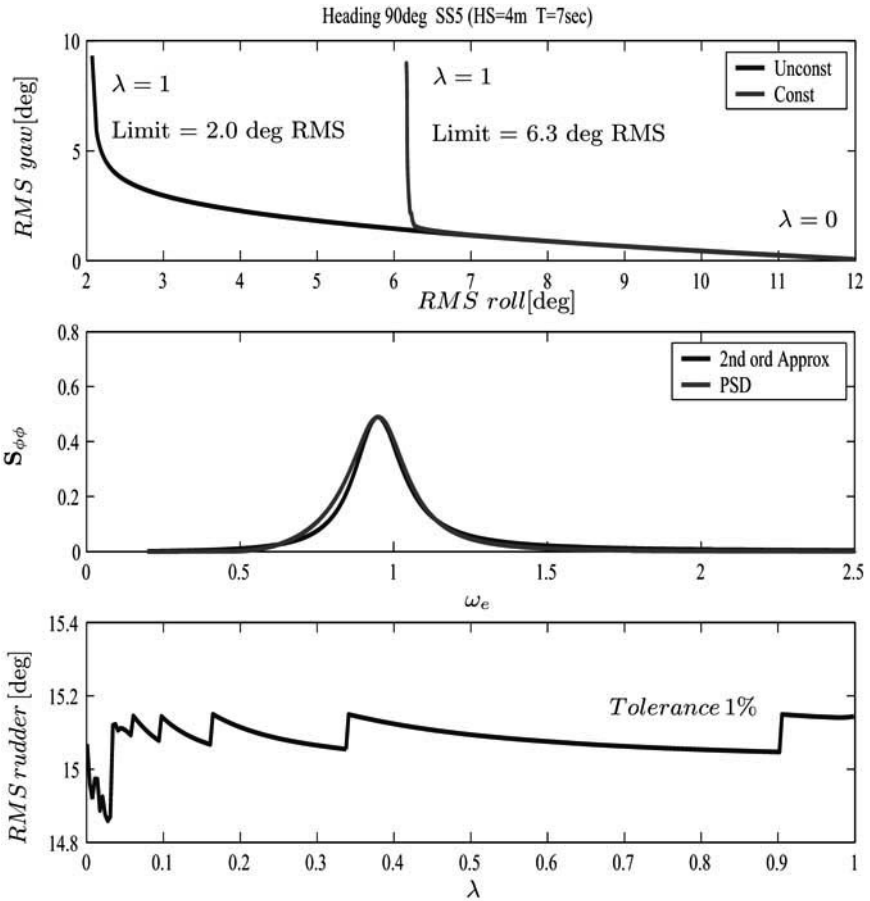 Heading 90deg SS5 (HS=4m T=7sec)
10
5
0
RMS yaw[deg]
λ = 1
Limit = 2.0 deg RMS
λ = 1
Limit = 6.3 deg RMS
λ = 0
Unconst
Const
2 3 4 5 6 7 8 9 10 11 12
RMS roll[deg]
0.8
0.6
0.4
0.2
0
S_ϕϕ
2nd ord Approx
PSD
0 0.5 1 1.5 2 2.5
ω_e
15.4
15.2
15
14.8
RMS rudder [deg]
Tolerance 1%
0 0.1 0.2 0.3 0.4 0.5 0.6 0.7 0.8 0.9 1
λ